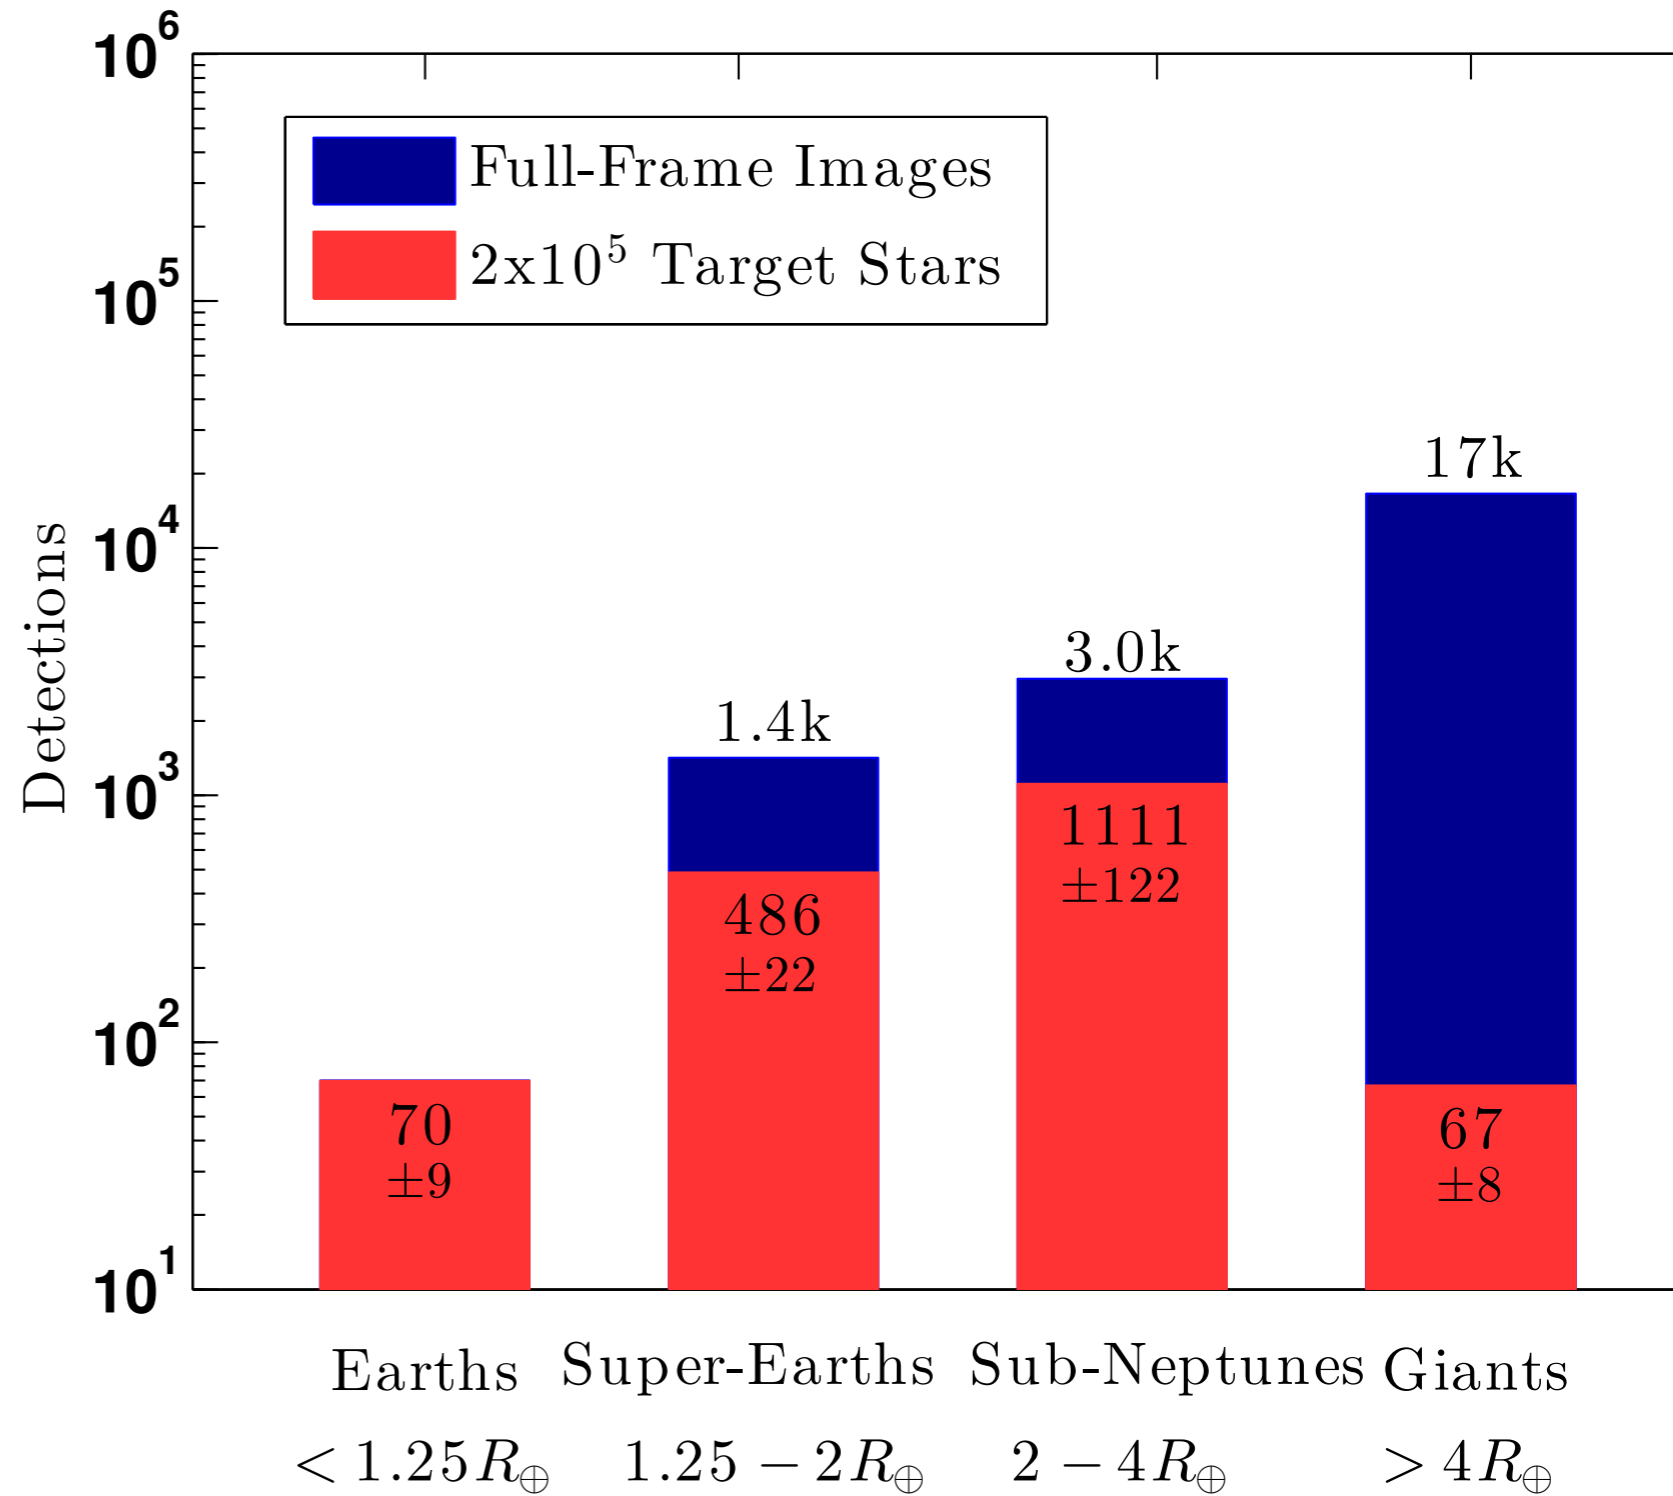 10^6
Full-Frame Images
2x10^5 Target Stars
10^5
10^4
10^3
10^2
10^1
Detections
17k
3.0k
1.4k
1111
±122
486
±22
70
±9
67
±8
Earths Super-Earths Sub-Neptunes Giants
< 1.25R⊕ 1.25 − 2R⊕ 2 − 4R⊕ > 4R⊕